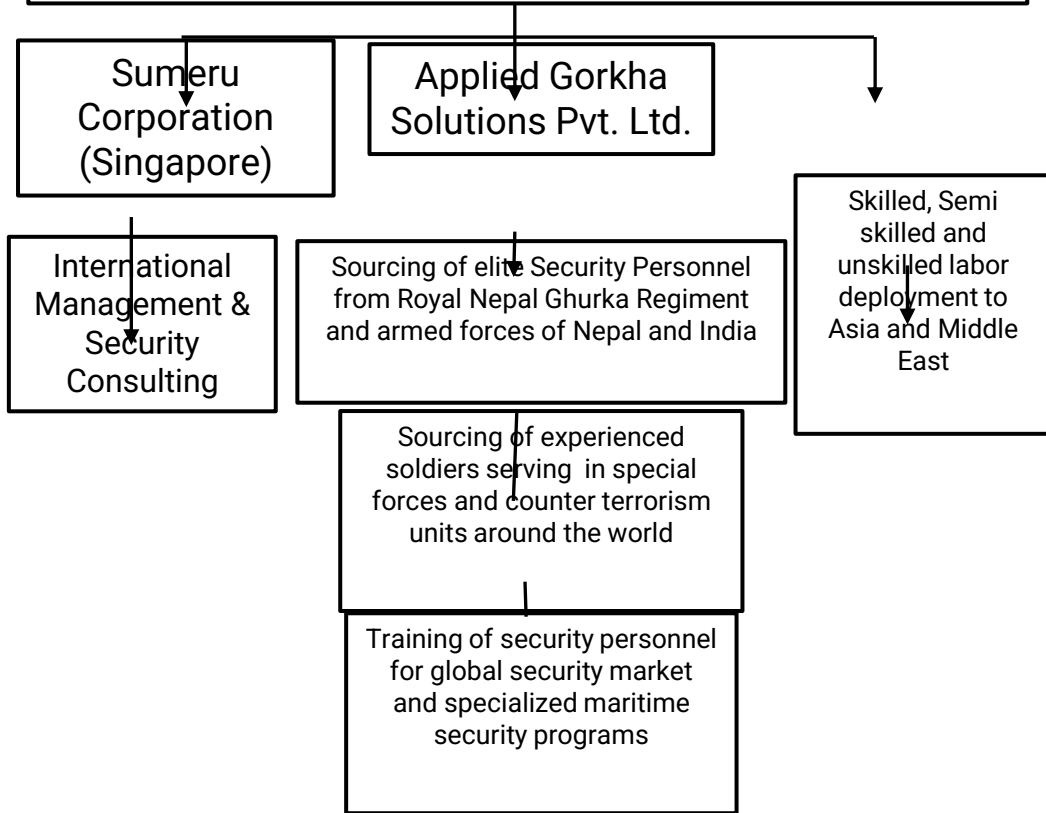 Sumeru
Corporation
(Singapore)
Applied Gorkha
Solutions Pvt. Ltd.
International
Management &
Security
Consulting
Sourcing of elite Security Personnel
from Royal Nepal Ghurka Regiment
and armed forces of Nepal and India
Skilled, Semi
skilled and
unskilled labor
deployment to
Asia and Middle
East
Sourcing of experienced
soldiers serving  in special
forces and counter terrorism
units around the world
Training of security personnel
for global security market
and specialized maritime
security programs